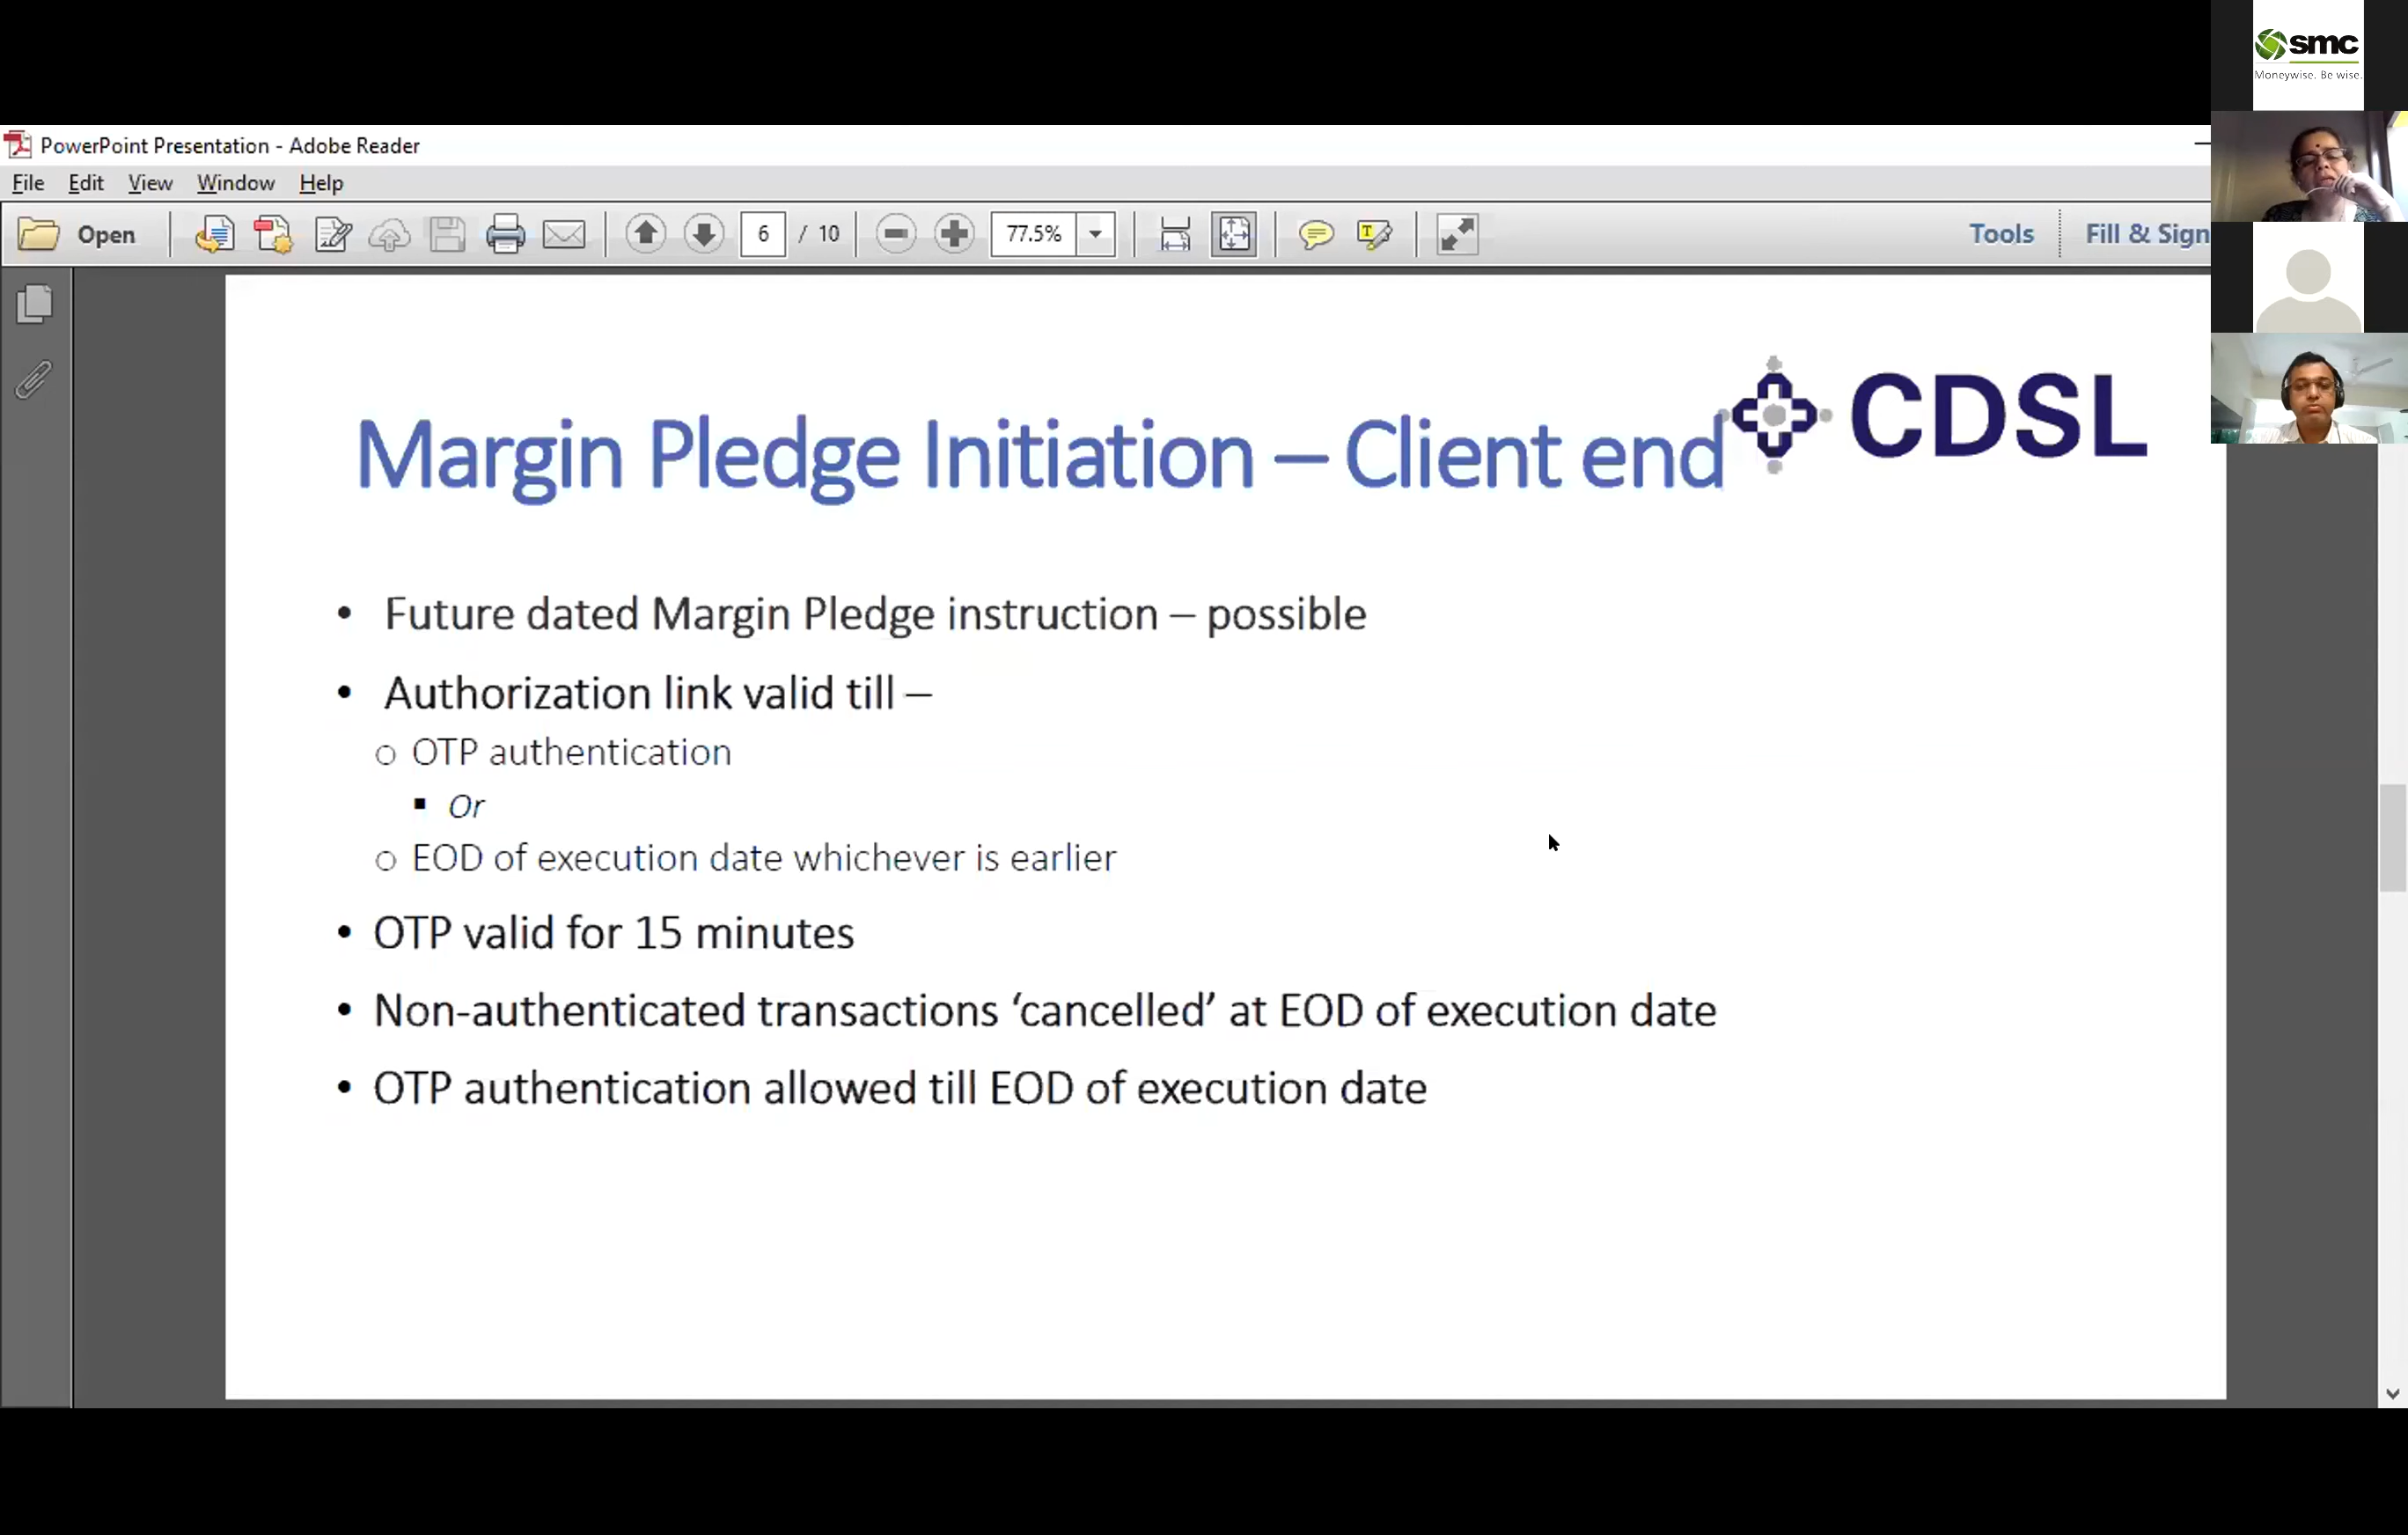 smc
Moneywise. Be wise.
PowerPoint Presentation - Adobe Reader
File Edit View Window Help
Open 6 / 10 77.5% Tools Fill & Sign
Margin Pledge Initiation – Client end
CDSL
• Future dated Margin Pledge instruction – possible
• Authorization link valid till –
o OTP authentication
▪ Or
o EOD of execution date whichever is earlier
• OTP valid for 15 minutes
• Non-authenticated transactions ‘cancelled’ at EOD of execution date
• OTP authentication allowed till EOD of execution date